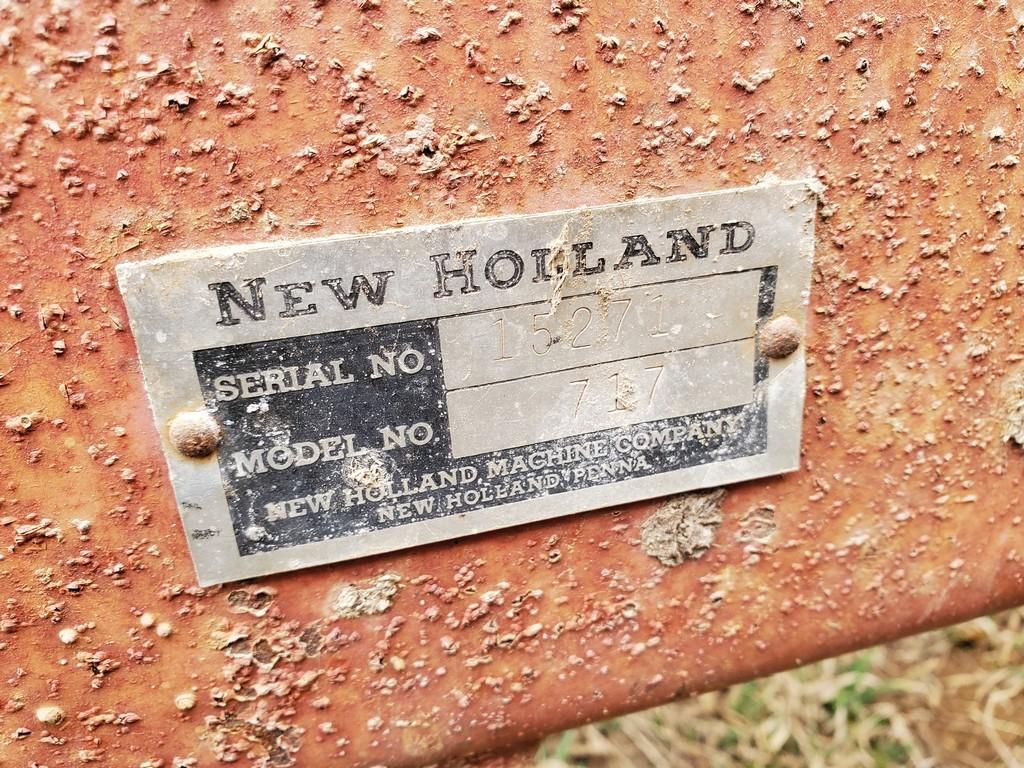 NEW HOLLAND
SERIAL NO. 15271
MODEL NO. 717
NEW HOLLAND MACHINE COMPANY
NEW HOLLAND, PENNA.